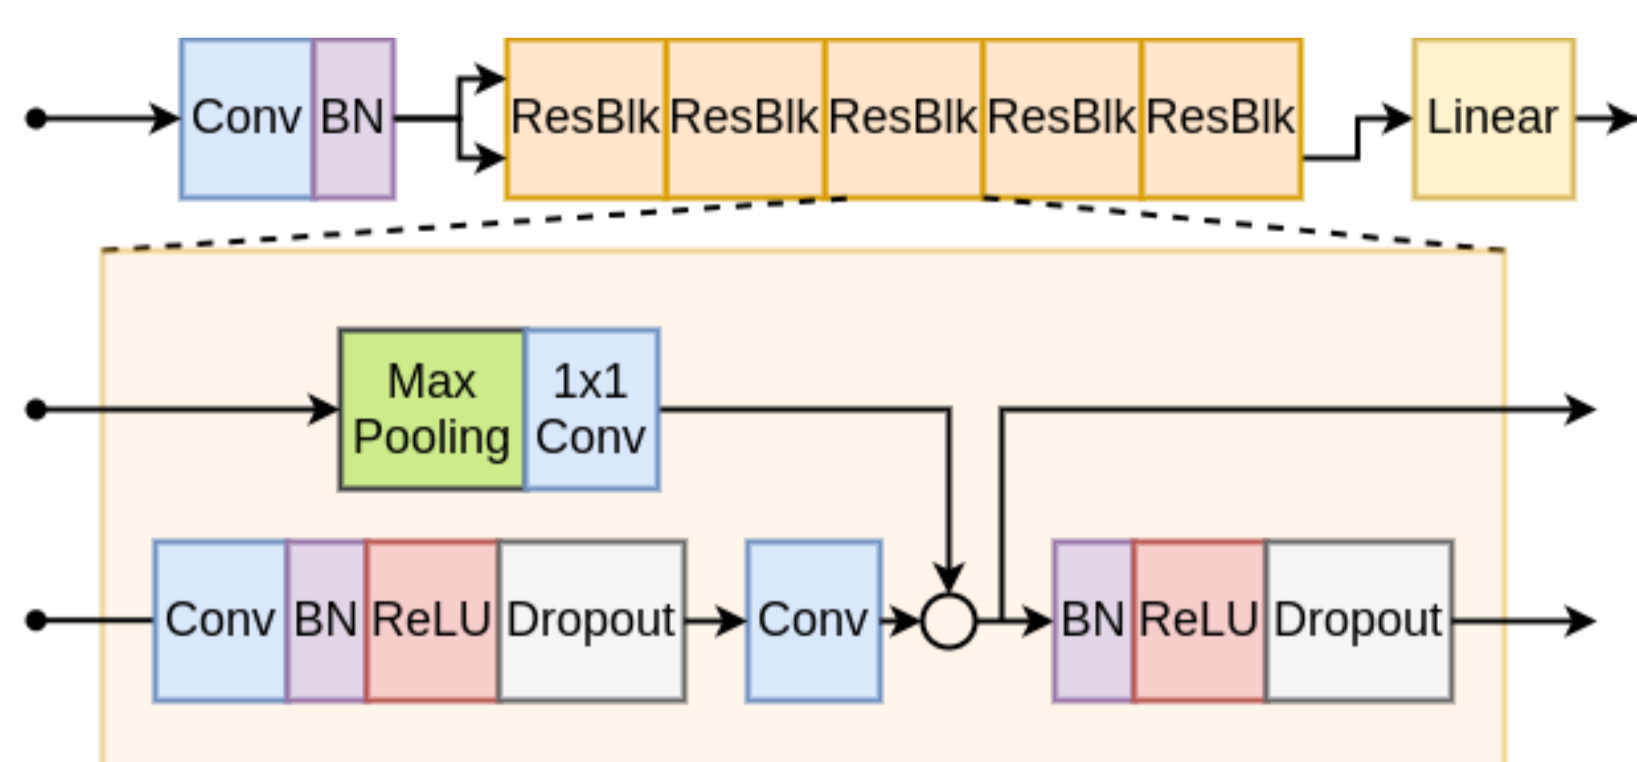 Conv BN ResBlk ResBlk ResBlk ResBlk ResBlk Linear
Max
Pooling
1x1
Conv
Conv BN ReLU Dropout Conv BN ReLU Dropout